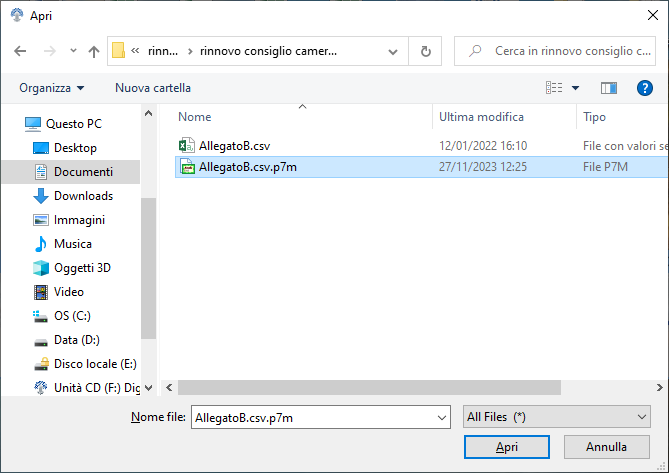 Apri
rinn... rinnovo consiglio camer...
Cerca in rinnovo consiglio c...
Organizza Nuova cartella
?
Questo PC
Desktop
Documenti
Downloads
Immagini
Musica
Oggetti 3D
Video
OS (C:)
Data (D:)
Disco locale (E:)
Unità CD (F:) Dig
Nome Ultima modifica Tipo
AllegatoB.csv 12/01/2022 16:10 File con valori se
AllegatoB.csv.p7m 27/11/2023 12:25 File P7M
Nome file: AllegatoB.csv.p7m All Files (*)
Apri Annulla